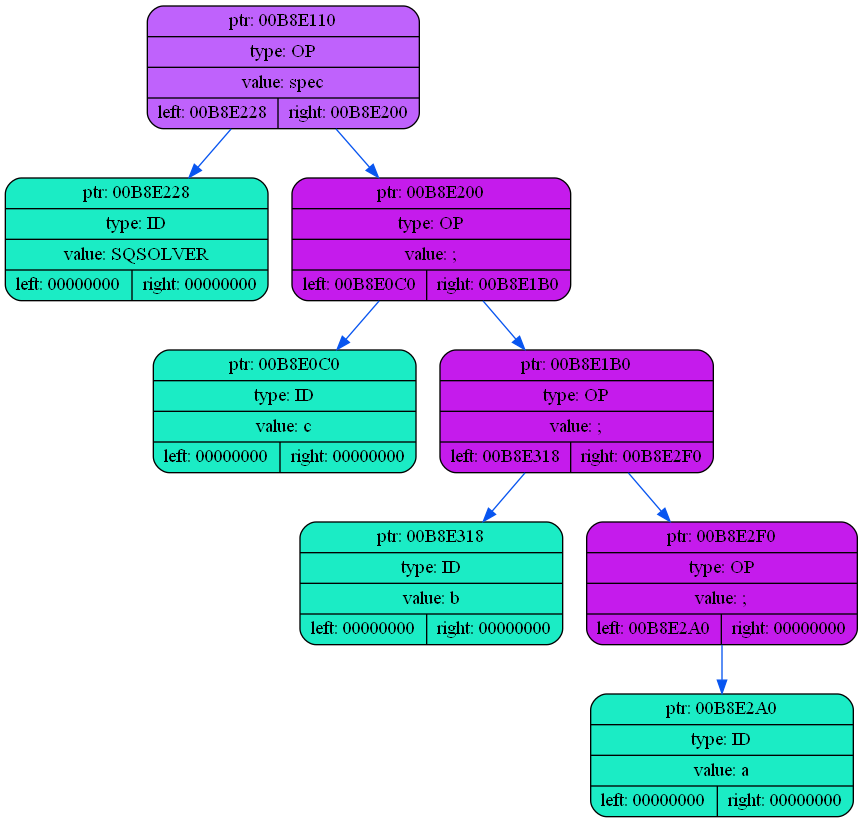 ptr: 00B8E110
type: OP
value: spec
left: 00B8E228 right: 00B8E200
ptr: 00B8E228
type: ID
value: SQSOLVER
left: 00000000 right: 00000000
ptr: 00B8E200
type: OP
value: ;
left: 00B8E0C0 right: 00B8E1B0
ptr: 00B8E0C0
type: ID
value: c
left: 00000000 right: 00000000
ptr: 00B8E1B0
type: OP
value: ;
left: 00B8E318 right: 00B8E2F0
ptr: 00B8E318
type: ID
value: b
left: 00000000 right: 00000000
ptr: 00B8E2F0
type: OP
value: ;
left: 00B8E2A0 right: 00000000
ptr: 00B8E2A0
type: ID
value: a
left: 00000000 right: 00000000